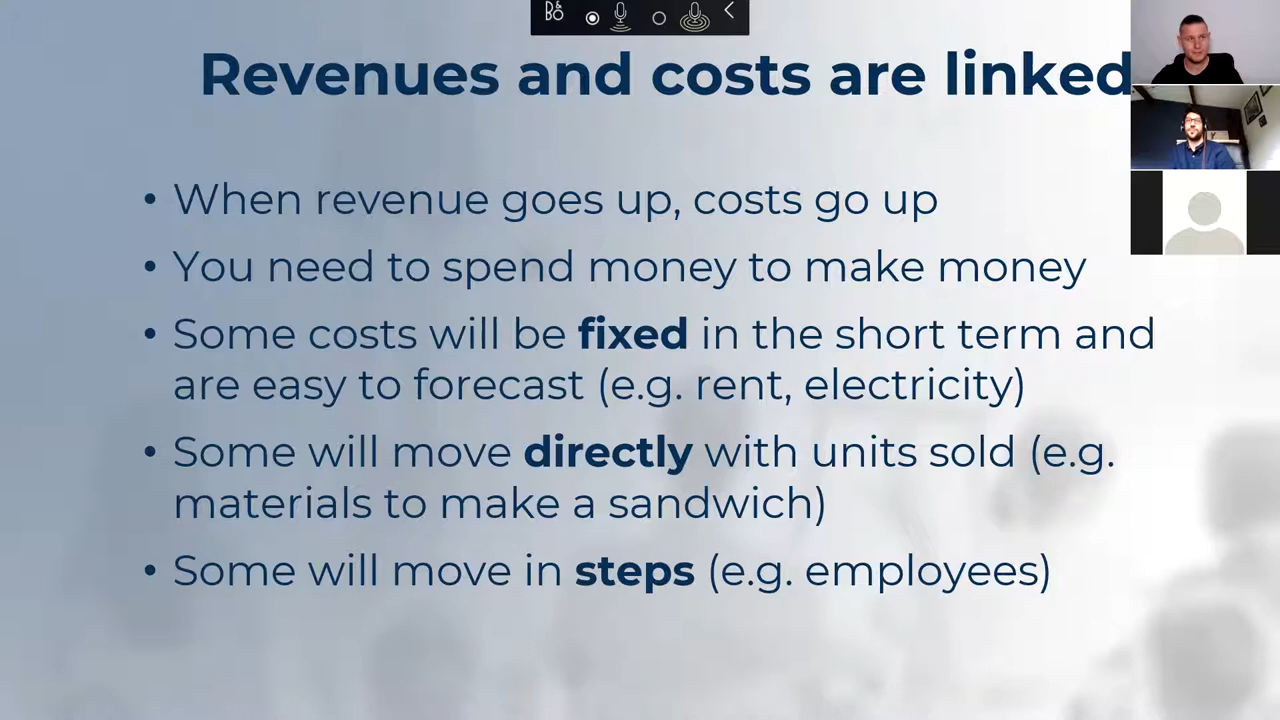 B&O
Revenues and costs are linked
• When revenue goes up, costs go up
• You need to spend money to make money
• Some costs will be fixed in the short term and
are easy to forecast (e.g. rent, electricity)
• Some will move directly with units sold (e.g.
materials to make a sandwich)
• Some will move in steps (e.g. employees)